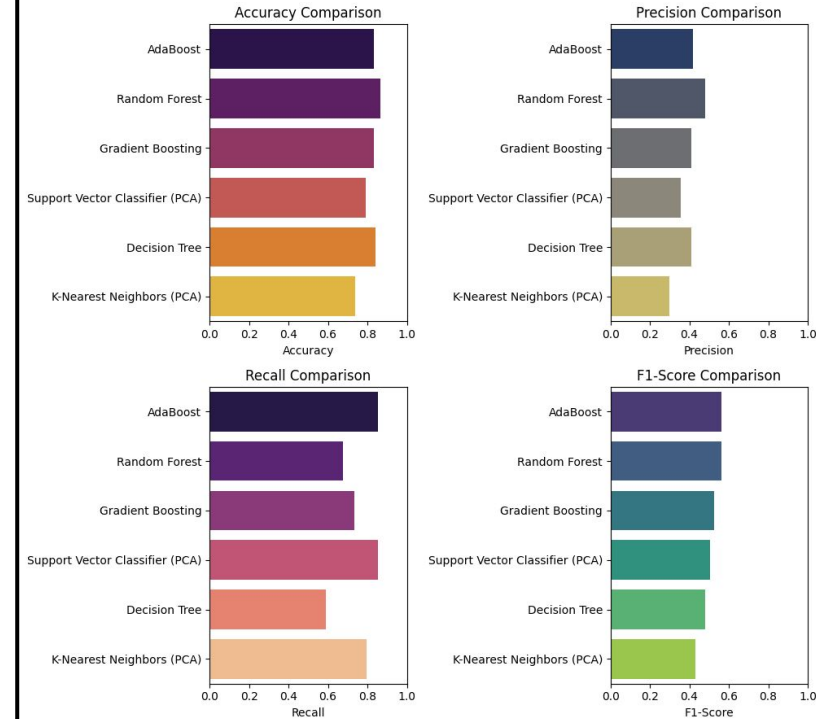 Accuracy Comparison
AdaBoost
Random Forest
Gradient Boosting
Support Vector Classifier (PCA)
Decision Tree
K-Nearest Neighbors (PCA)
0.0 0.2 0.4 0.6 0.8 1.0
Accuracy
Precision Comparison
AdaBoost
Random Forest
Gradient Boosting
Support Vector Classifier (PCA)
Decision Tree
K-Nearest Neighbors (PCA)
0.0 0.2 0.4 0.6 0.8 1.0
Precision
Recall Comparison
AdaBoost
Random Forest
Gradient Boosting
Support Vector Classifier (PCA)
Decision Tree
K-Nearest Neighbors (PCA)
0.0 0.2 0.4 0.6 0.8 1.0
Recall
F1-Score Comparison
AdaBoost
Random Forest
Gradient Boosting
Support Vector Classifier (PCA)
Decision Tree
K-Nearest Neighbors (PCA)
0.0 0.2 0.4 0.6 0.8 1.0
F1-Score